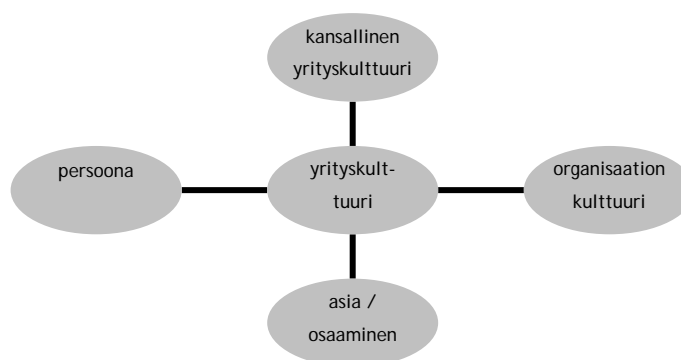 kansallinen
yrityskulttuuri
persoona
yrityskult-
tuuri
organisaation
kulttuuri
asia /
osaaminen